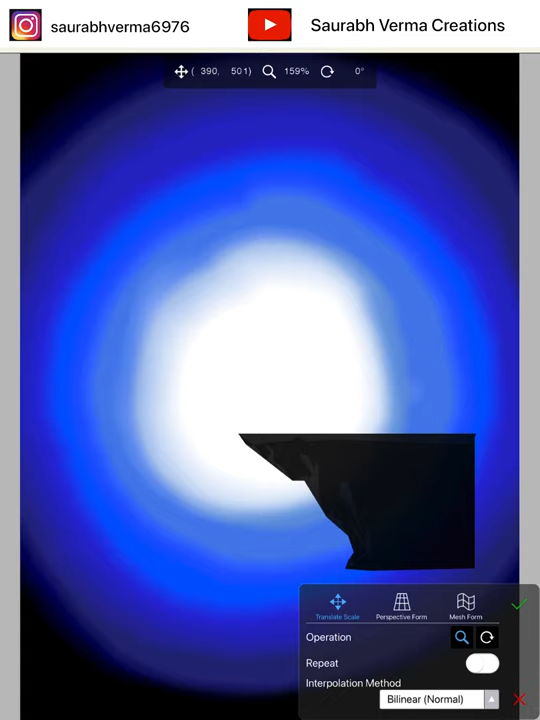 saurabhverma6976
Saurabh Verma Creations
( 390, 501) 159% 0°
Translate Scale Perspective Form Mesh Form
Operation
Repeat
Interpolation Method
Bilinear (Normal)